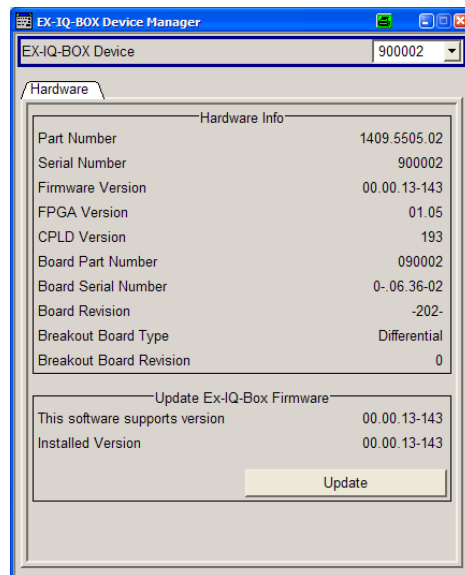 EX-IQ-BOX Device Manager
EX-IQ-BOX Device 900002
Hardware
Hardware Info
Part Number 1409.5505.02
Serial Number 900002
Firmware Version 00.00.13-143
FPGA Version 01.05
CPLD Version 193
Board Part Number 090002
Board Serial Number 0-.06.36-02
Board Revision -202-
Breakout Board Type Differential
Breakout Board Revision 0
Update Ex-IQ-Box Firmware
This software supports version 00.00.13-143
Installed Version 00.00.13-143
Update